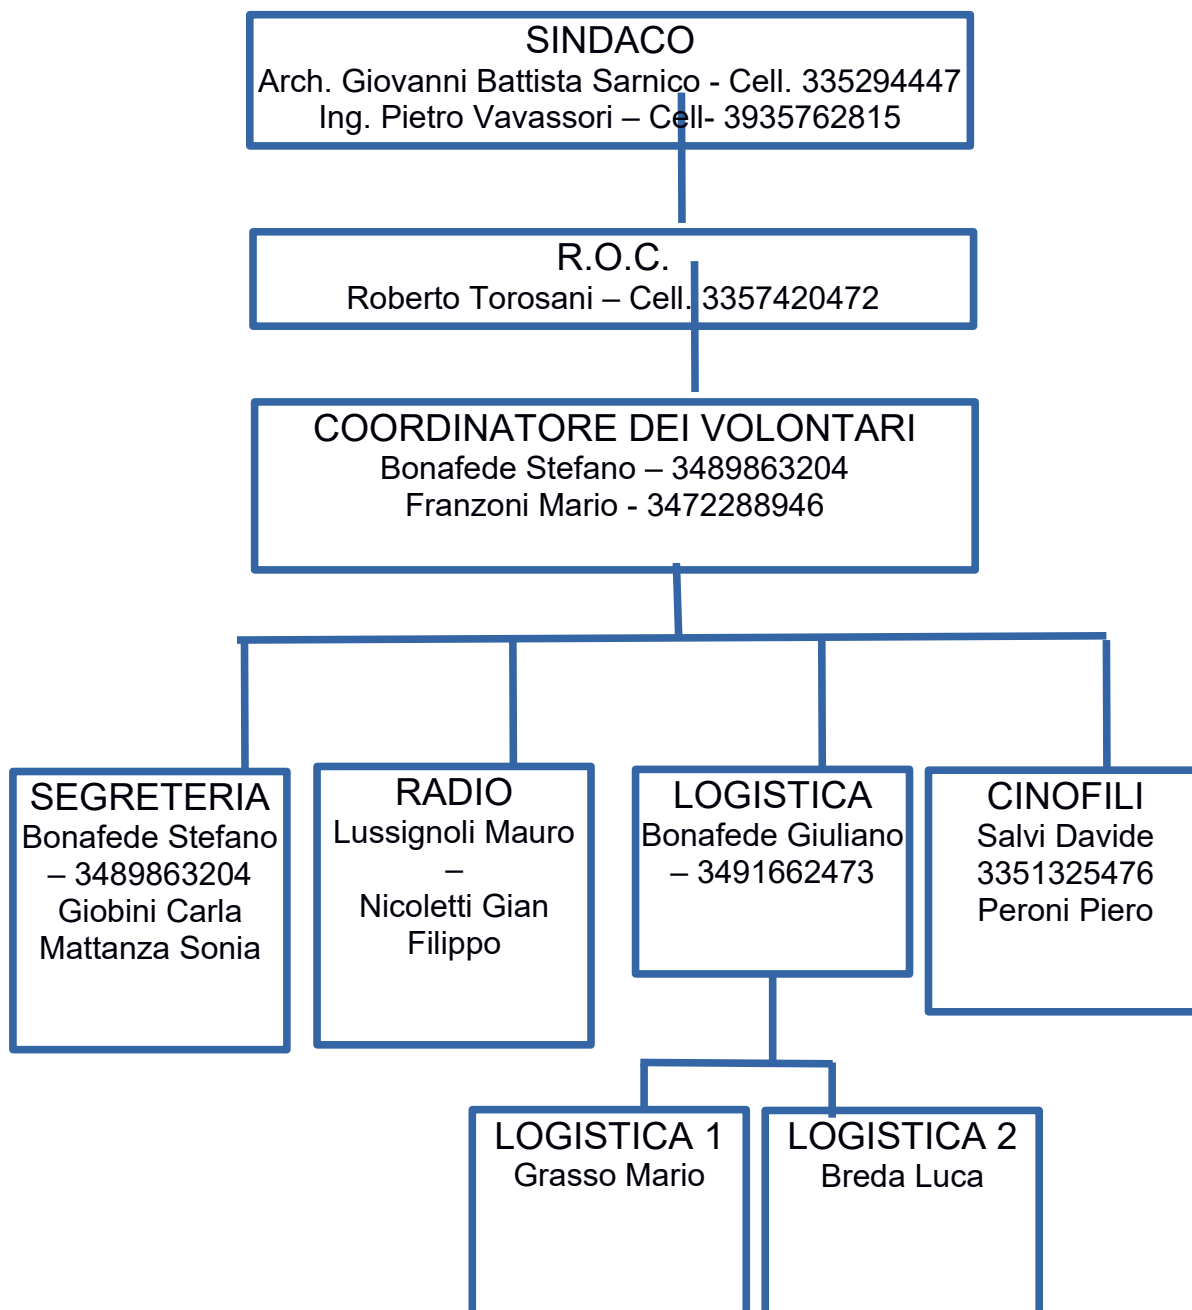 SINDACO
Arch. Giovanni Battista Sarnico - Cell. 335294447
Ing. Pietro Vavassori – Cell- 3935762815
R.O.C.
Roberto Torosani – Cell. 3357420472
COORDINATORE DEI VOLONTARI
Bonafede Stefano – 3489863204
Franzoni Mario - 3472288946
SEGRETERIA
Bonafede Stefano
– 3489863204
Giobini Carla
Mattanza Sonia
RADIO
Lussignoli Mauro
–
Nicoletti Gian
Filippo
LOGISTICA
Bonafede Giuliano
– 3491662473
CINOFILI
Salvi Davide
3351325476
Peroni Piero
LOGISTICA 1
Grasso Mario
LOGISTICA 2
Breda Luca